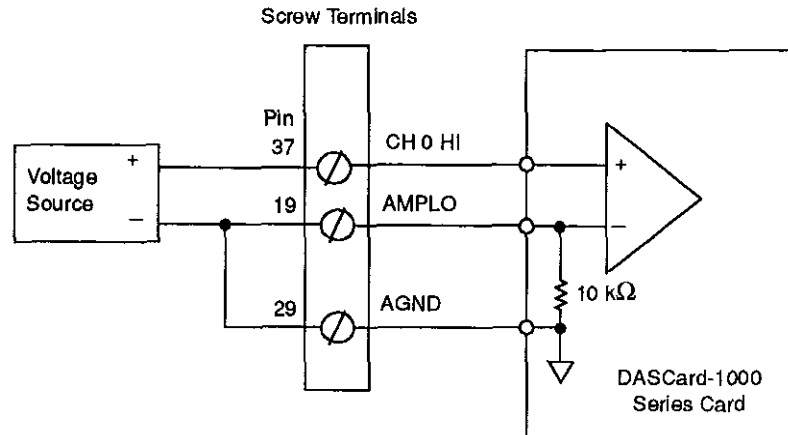 Screw Terminals
Pin
37
CH 0 HI
+
Voltage
Source
−
19
AMPLO
+
−
10 kΩ
29
AGND
DASCard-1000
Series Card